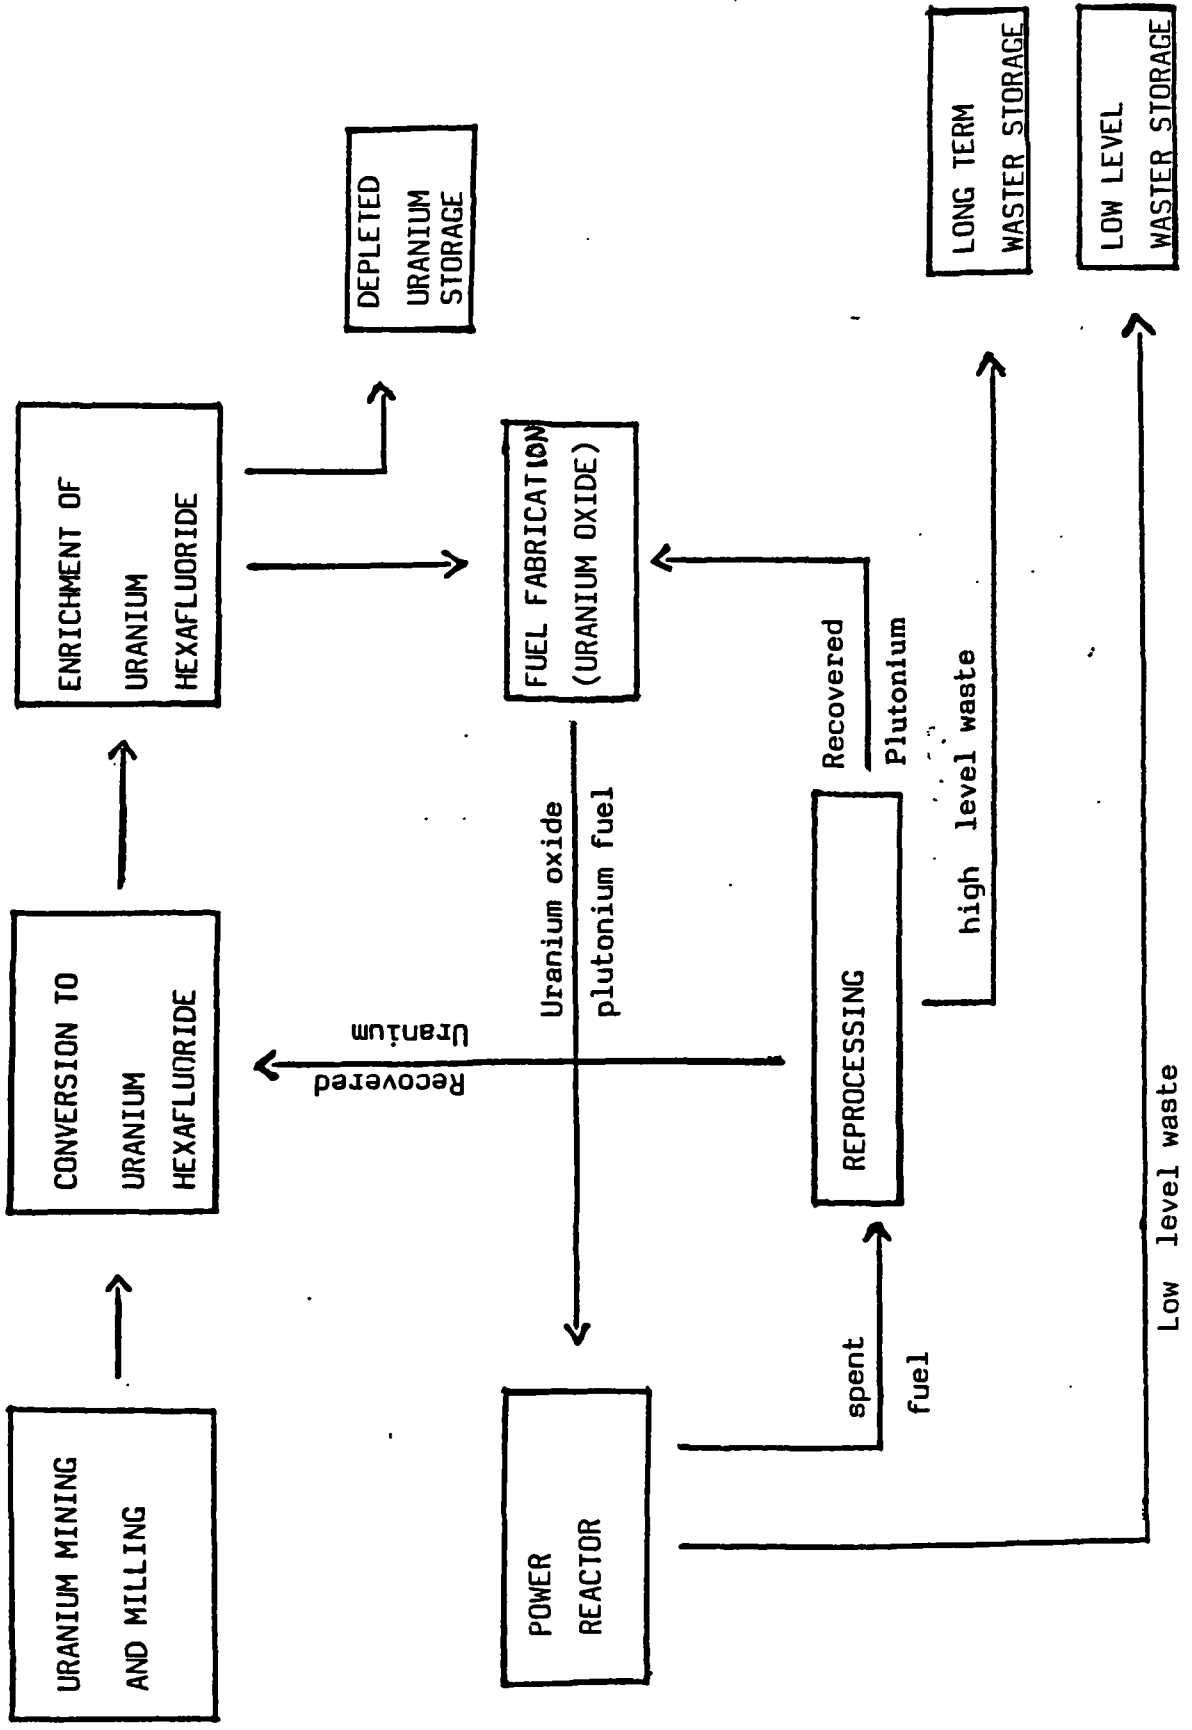 URANIUM MINING
AND MILLING
CONVERSION TO
URANIUM
HEXAFLUORIDE
ENRICHMENT OF
URANIUM
HEXAFLUORIDE
DEPLETED
URANIUM
STORAGE
Recovered
Uranium
POWER
REACTOR
Uranium oxide
plutonium fuel
FUEL FABRICATION
(URANIUM OXIDE)
spent
fuel
REPROCESSING
Recovered
Plutonium
high level waste
LONG TERM
WASTER STORAGE
Low level waste
LOW LEVEL
WASTER STORAGE